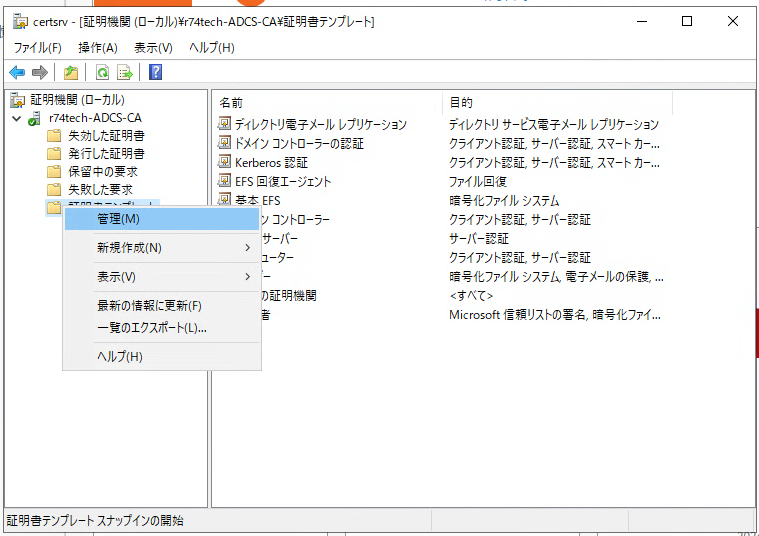 certsrv - [証明機関 (ローカル)¥r74tech-ADCS-CA¥証明書テンプレート]
ファイル(F) 操作(A) 表示(V) ヘルプ(H)
証明機関 (ローカル)
r74tech-ADCS-CA
失効した証明書
発行した証明書
保留中の要求
失敗した要求
証明書テンプレート
管理(M)
新規作成(N)
表示(V)
最新の情報に更新(F)
一覧のエクスポート(L)...
ヘルプ(H)
名前 目的
ディレクトリ電子メール レプリケーション ディレクトリ サービス電子メール レプリケーション
ドメイン コントローラーの認証 クライアント認証, サーバー認証, スマート カー...
Kerberos 認証 クライアント認証, サーバー認証, スマート カー...
EFS 回復エージェント ファイル回復
基本 EFS 暗号化ファイル システム
ン コントローラー クライアント認証, サーバー認証
サーバー サーバー認証
ューター クライアント認証, サーバー認証
ー 暗号化ファイル システム, 電子メールの保護, ...
の証明機関 <すべて>
者 Microsoft 信頼リストの署名, 暗号化ファイ...
証明書テンプレート スナップインの開始